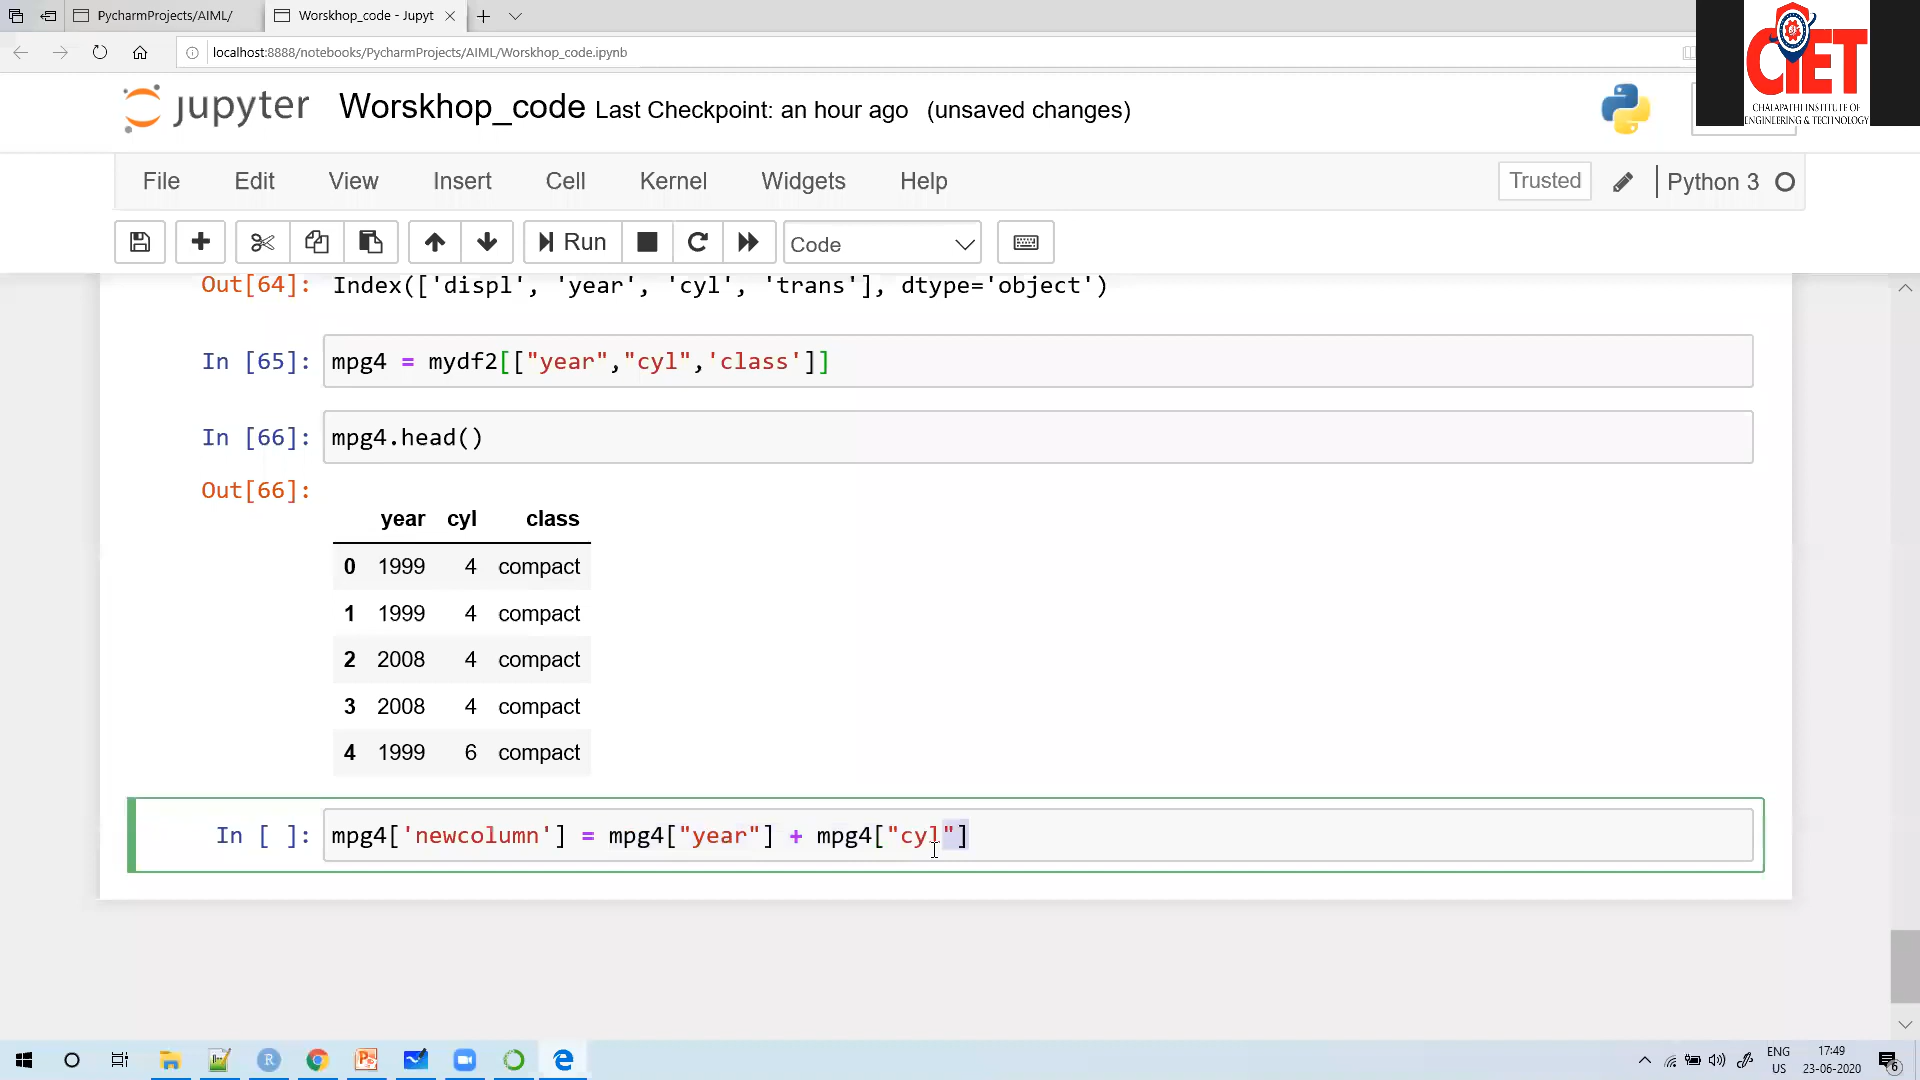 PycharmProjects/AIML/
Worskhop_code - Jupyt
localhost:8888/notebooks/PycharmProjects/AIML/Worskhop_code.ipynb
CIET
CHALAPATHI INSTITUTE OF
ENGINEERING & TECHNOLOGY
jupyter Worskhop_code Last Checkpoint: an hour ago (unsaved changes)
File Edit View Insert Cell Kernel Widgets Help Trusted Python 3
Run Code
Out[64]: Index(['displ', 'year', 'cyl', 'trans'], dtype='object')
In [65]: mpg4 = mydf2[["year","cyl",'class']]
In [66]: mpg4.head()
Out[66]:
year cyl class
0 1999 4 compact
1 1999 4 compact
2 2008 4 compact
3 2008 4 compact
4 1999 6 compact
In [ ]: mpg4['newcolumn'] = mpg4["year"] + mpg4["cyl"]
ENG
US
17:49
23-06-2020
6